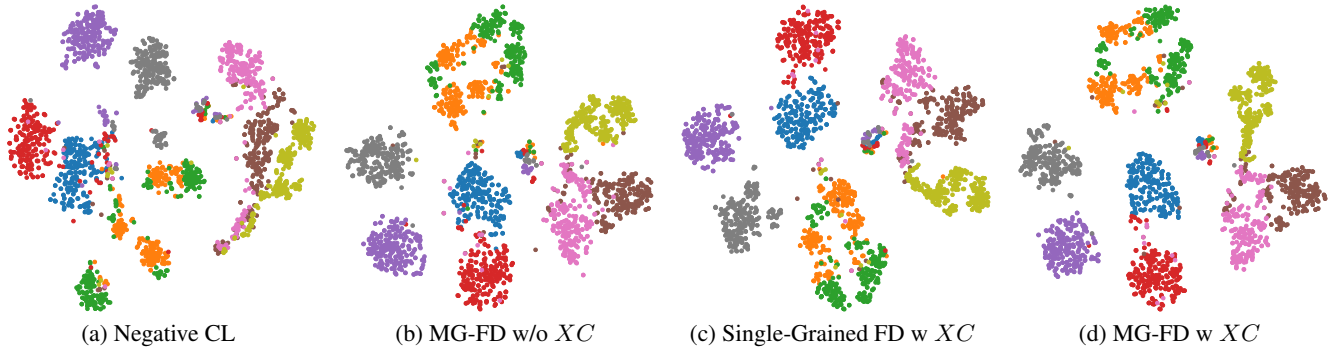 (a) Negative CL
(b) MG-FD w/o XC
(c) Single-Grained FD w XC
(d) MG-FD w XC